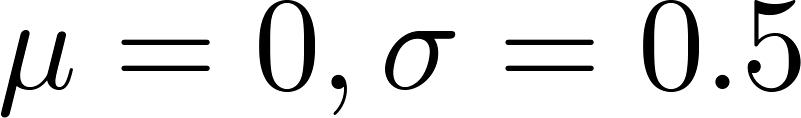 μ = 0, σ = 0.5